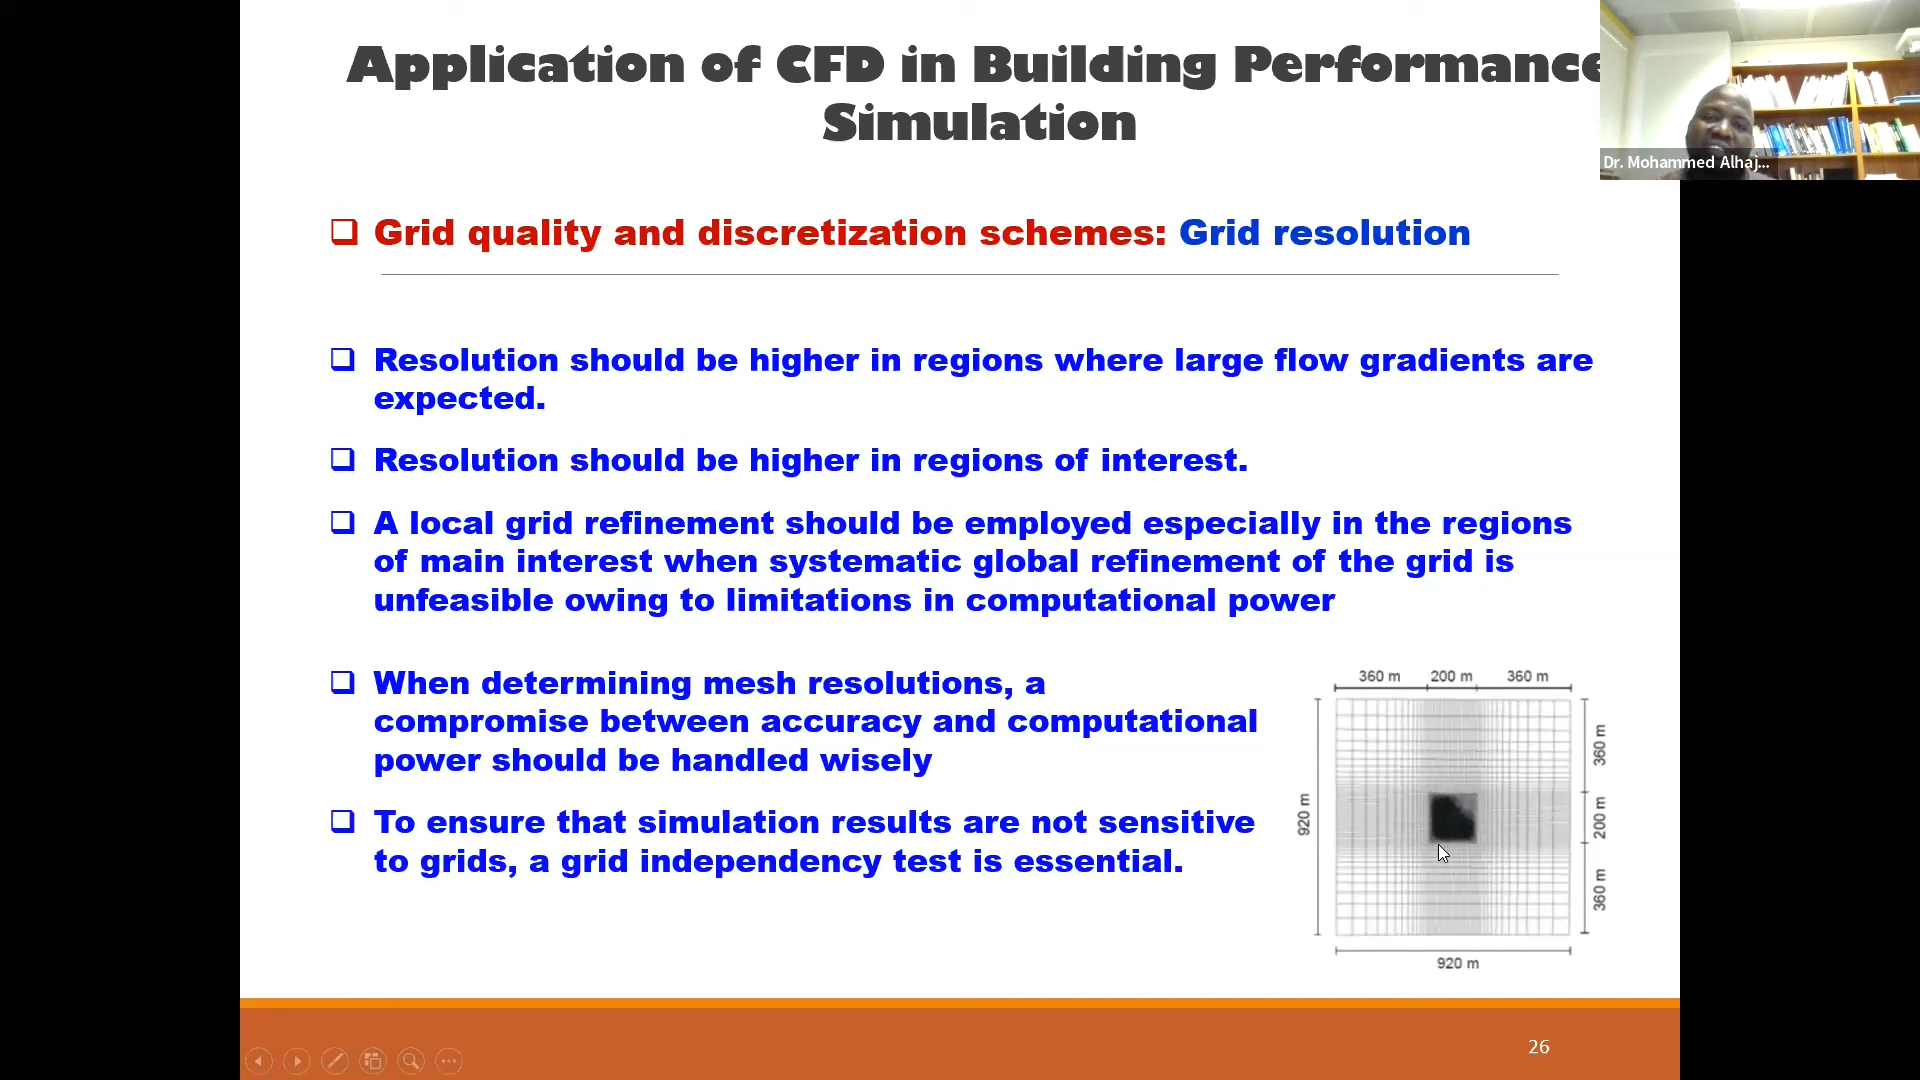 Application of CFD in Building Performance
Simulation
Dr. Mohammed Alhaj...
Grid quality and discretization schemes: Grid resolution
Resolution should be higher in regions where large flow gradients are
expected.
Resolution should be higher in regions of interest.
A local grid refinement should be employed especially in the regions
of main interest when systematic global refinement of the grid is
unfeasible owing to limitations in computational power
When determining mesh resolutions, a
compromise between accuracy and computational
power should be handled wisely
To ensure that simulation results are not sensitive
to grids, a grid independency test is essential.
360 m 200 m 360 m
360 m
200 m
360 m
920 m
920 m
26